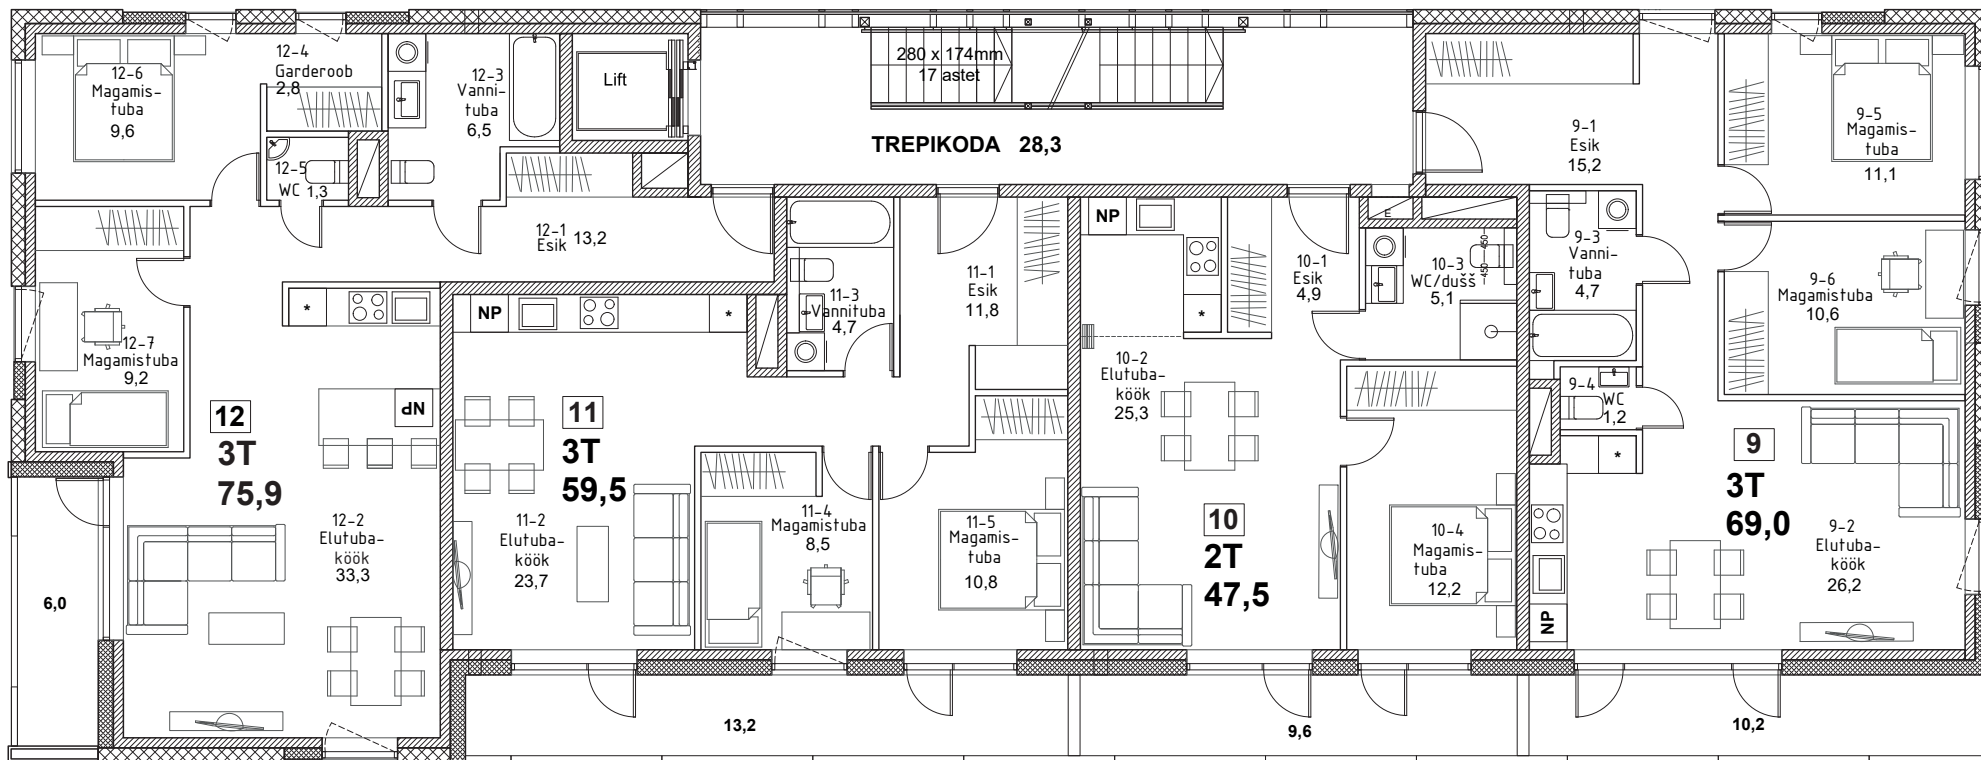 12-6
Magamis-
tuba
9,6
12-4
Garderoob
2,8
12-5
WC 1,3
12-3
Vanni-
tuba
6,5
Lift
280 x 174mm
17 astet
TREPIKODA 28,3
12-1
Esik 13,2
12-7
Magamistuba
9,2
*
NP
12
3T
75,9
12-2
Elutuba-
köök
33,3
6,0
NP
*
11-3
Vannituba
4,7
11-1
Esik
11,8
11
3T
59,5
11-2
Elutuba-
köök
23,7
11-4
Magamistuba
8,5
11-5
Magamis-
tuba
10,8
13,2
NP
*
10-1
Esik
4,9
E
10-3
WC/dušš
5,1
450
450
10-2
Elutuba-
köök
25,3
10
2T
47,5
10-4
Magamis-
tuba
12,2
9,6
9-1
Esik
15,2
9-5
Magamis-
tuba
11,1
9-3
Vanni-
tuba
4,7
9-6
Magamistuba
10,6
9-4
WC
1,2
*
9
3T
69,0
9-2
Elutuba-
köök
26,2
NP
10,2